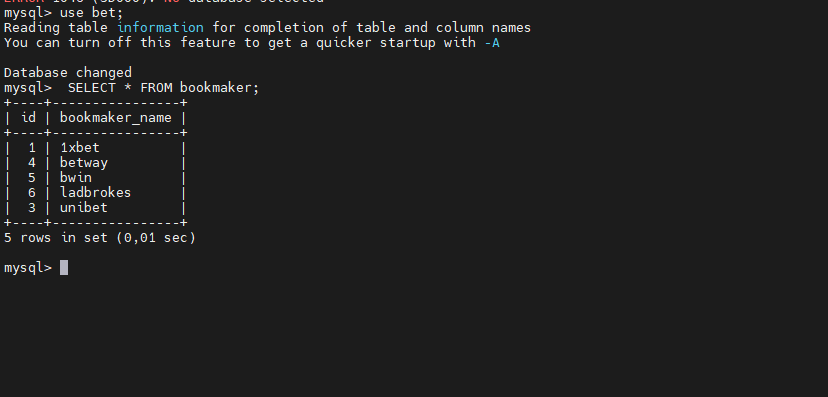 mysql> use bet;
Reading table information for completion of table and column names
You can turn off this feature to get a quicker startup with -A
Database changed
mysql>  SELECT * FROM bookmaker;
+----+----------------+
| id | bookmaker_name |
+----+----------------+
|  1 | 1xbet          |
|  4 | betway         |
|  5 | bwin           |
|  6 | ladbrokes      |
|  3 | unibet         |
+----+----------------+
5 rows in set (0,01 sec)
mysql>